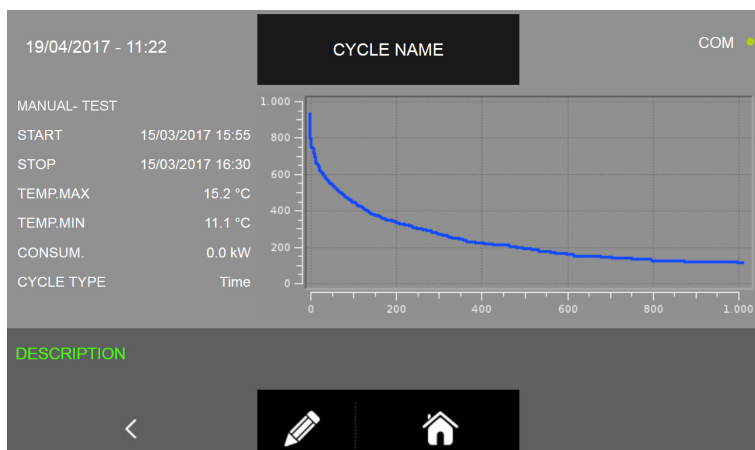 19/04/2017 - 11:22
CYCLE NAME
COM
MANUAL- TEST
START 15/03/2017 15:55
STOP 15/03/2017 16:30
TEMP.MAX 15.2 °C
TEMP.MIN 11.1 °C
CONSUM. 0.0 kW
CYCLE TYPE Time
1.000
800
600
400
200
0
0 200 400 600 800 1.000
DESCRIPTION